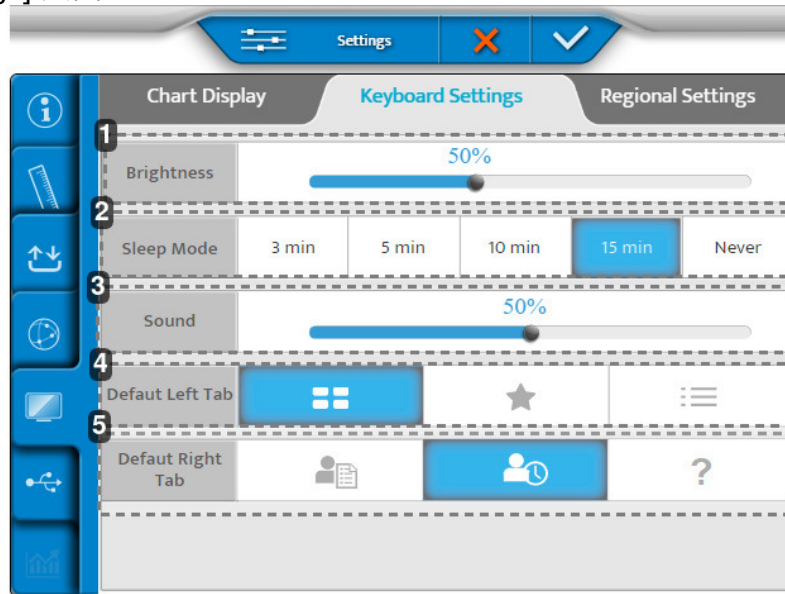 Settings
Chart Display Keyboard Settings Regional Settings
1
50%
Brightness
2
Sleep Mode 3 min 5 min 10 min 15 min Never
3
50%
Sound
4
Defaut Left Tab
5
Defaut Right
Tab ?